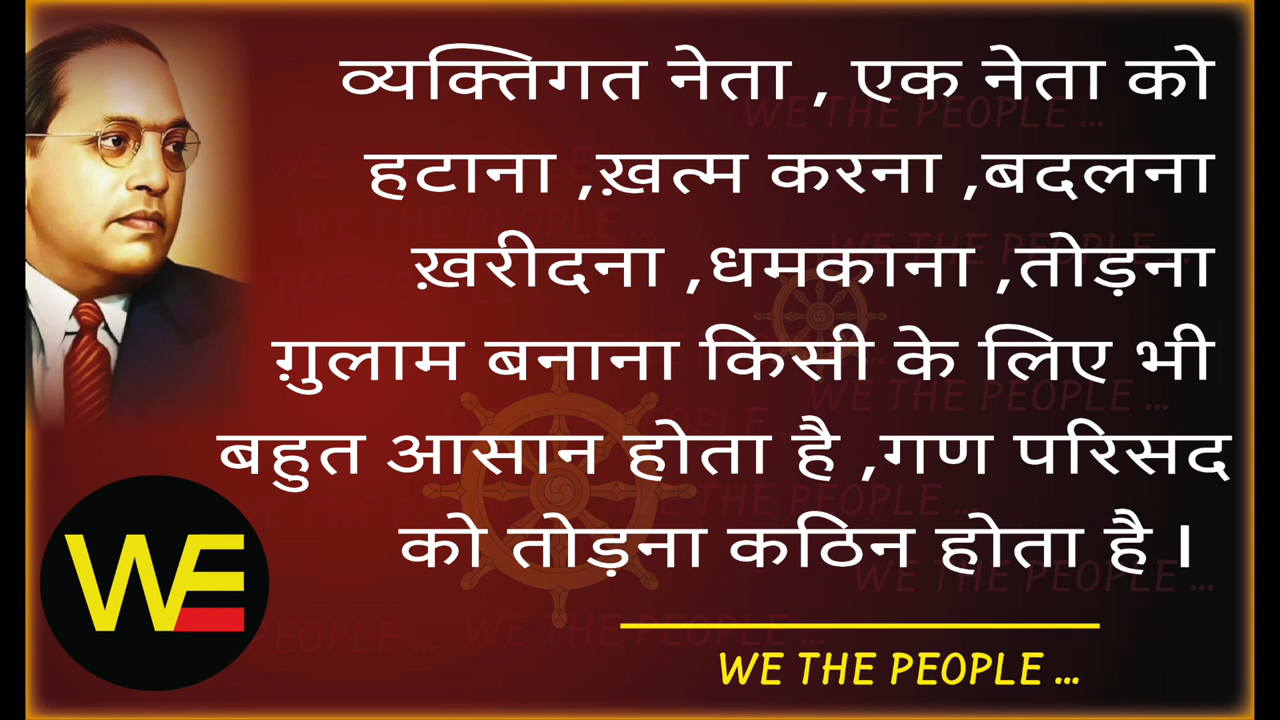 व्यक्तिगत नेता , एक नेता को
हटाना ,ख़त्म करना ,बदलना
ख़रीदना ,धमकाना ,तोड़ना
ग़ुलाम बनाना किसी के लिए भी
बहुत आसान होता है ,गण परिसद
को तोड़ना कठिन होता है ।
WE
WE THE PEOPLE ...